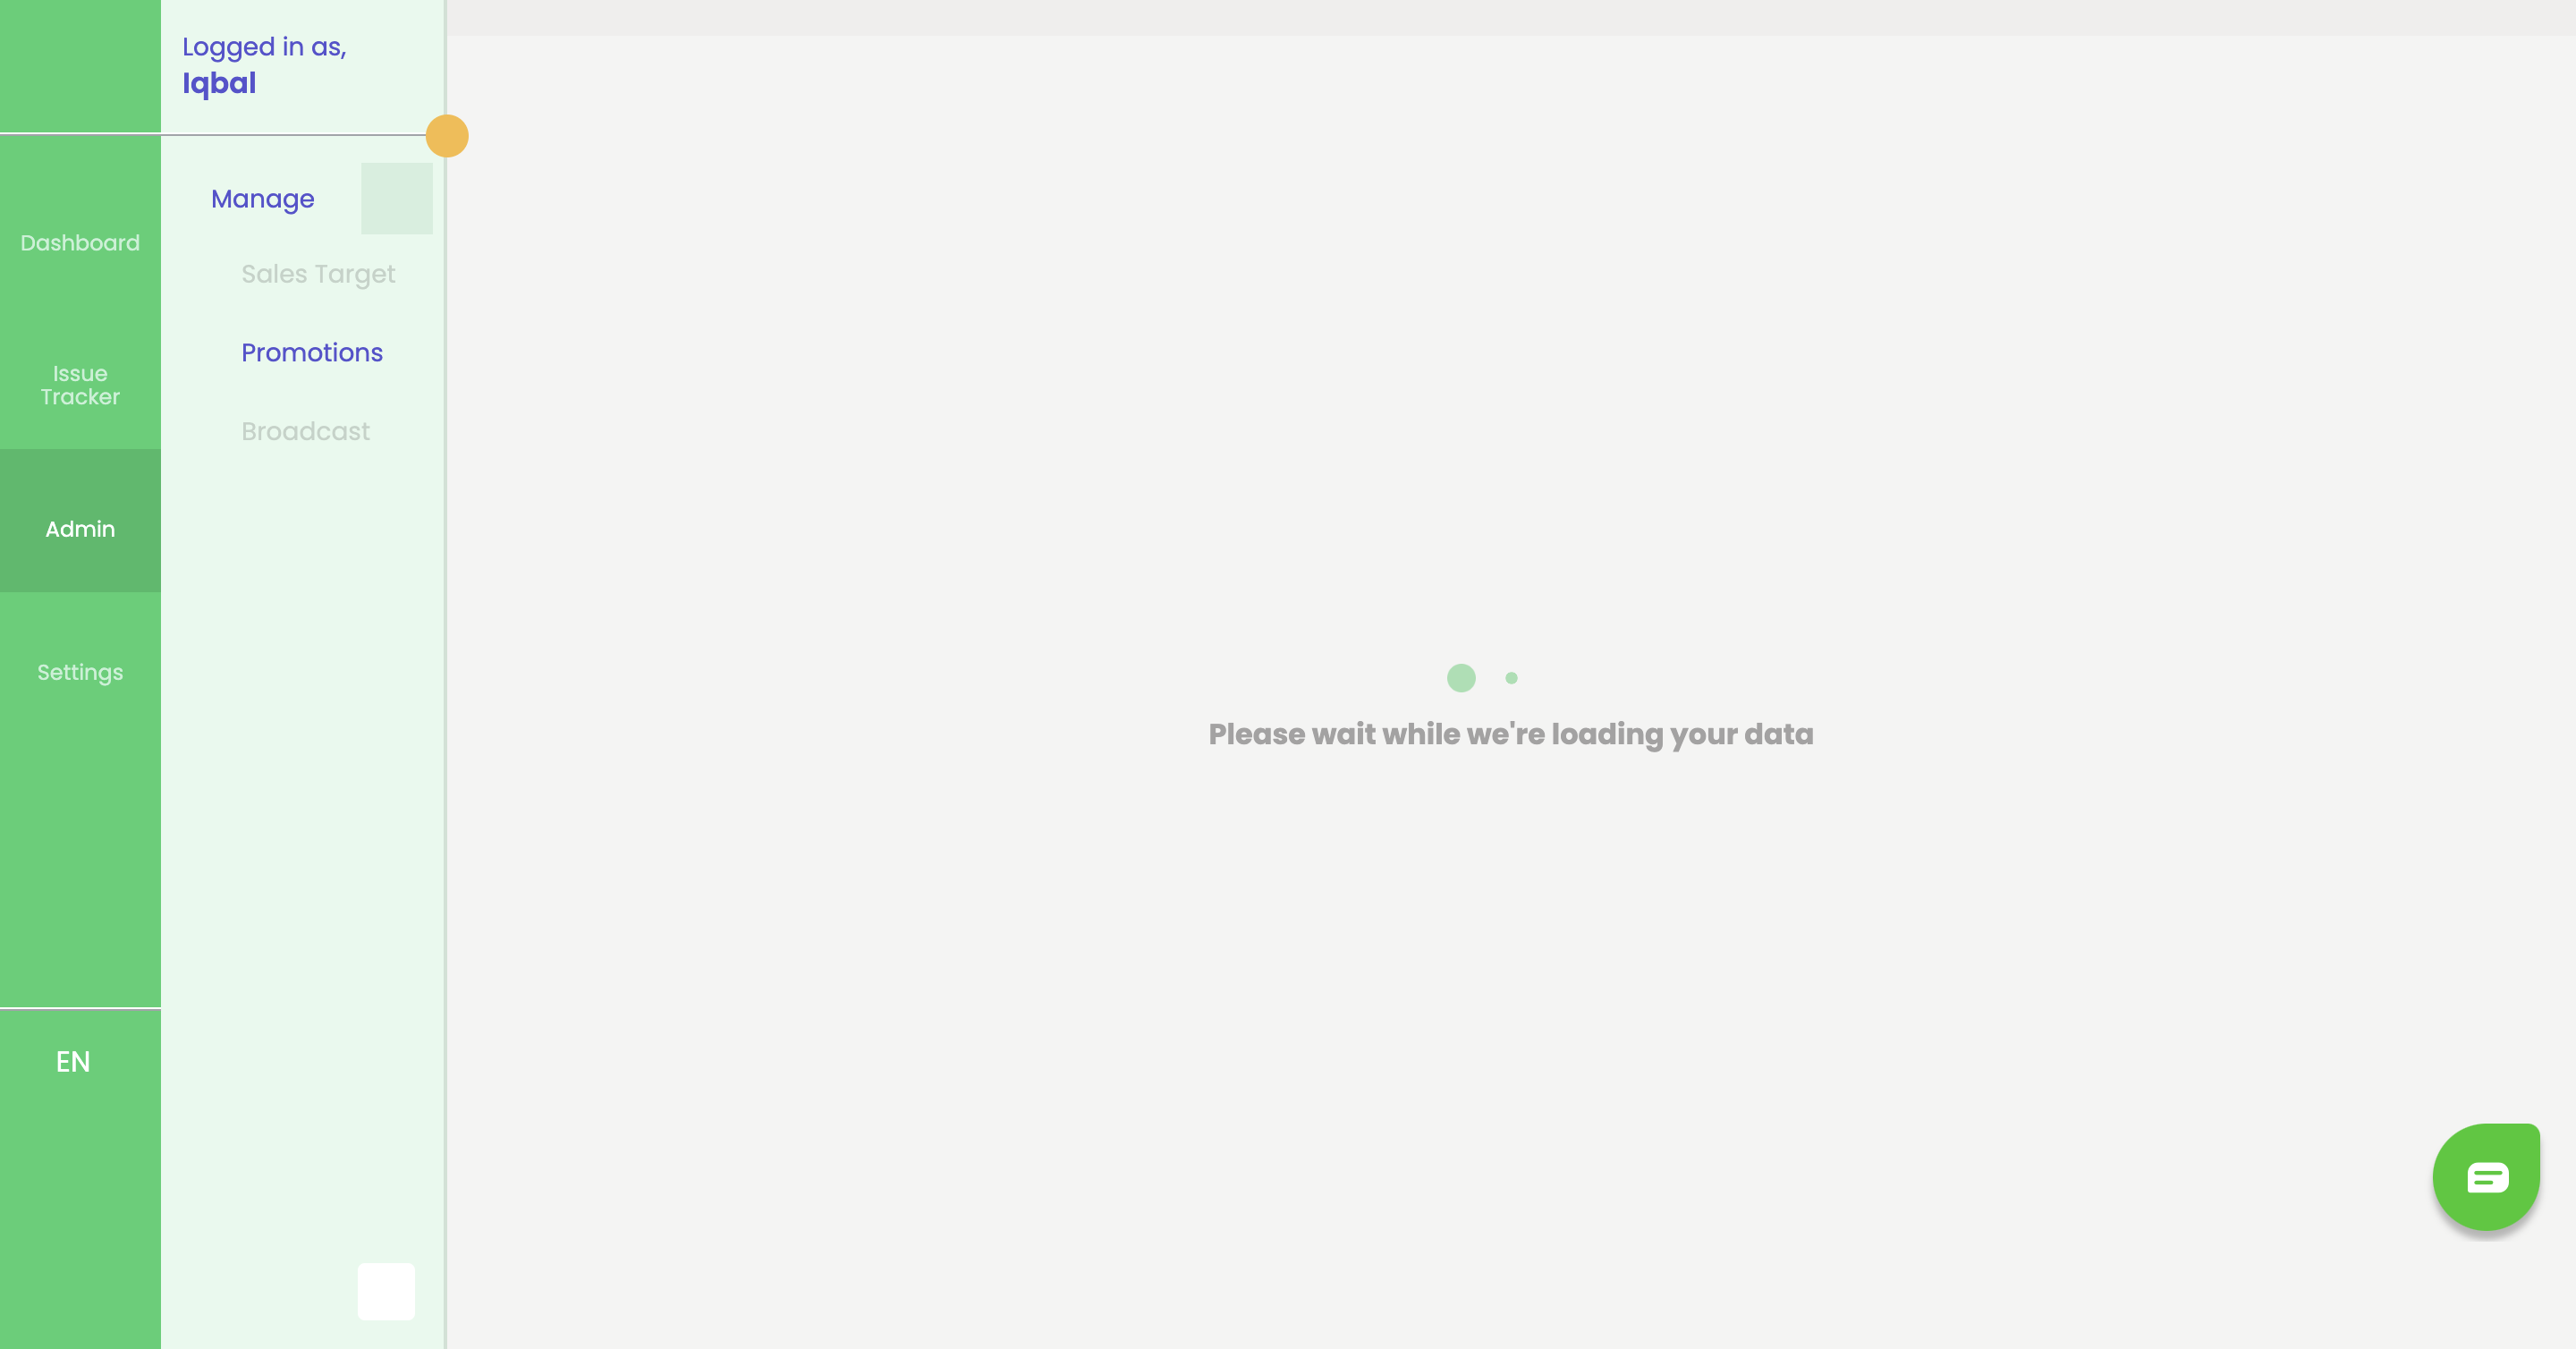 Logged in as,
Iqbal
Dashboard
Issue
Tracker
Admin
Settings
EN
Manage
Sales Target
Promotions
Broadcast
Please wait while we're loading your data